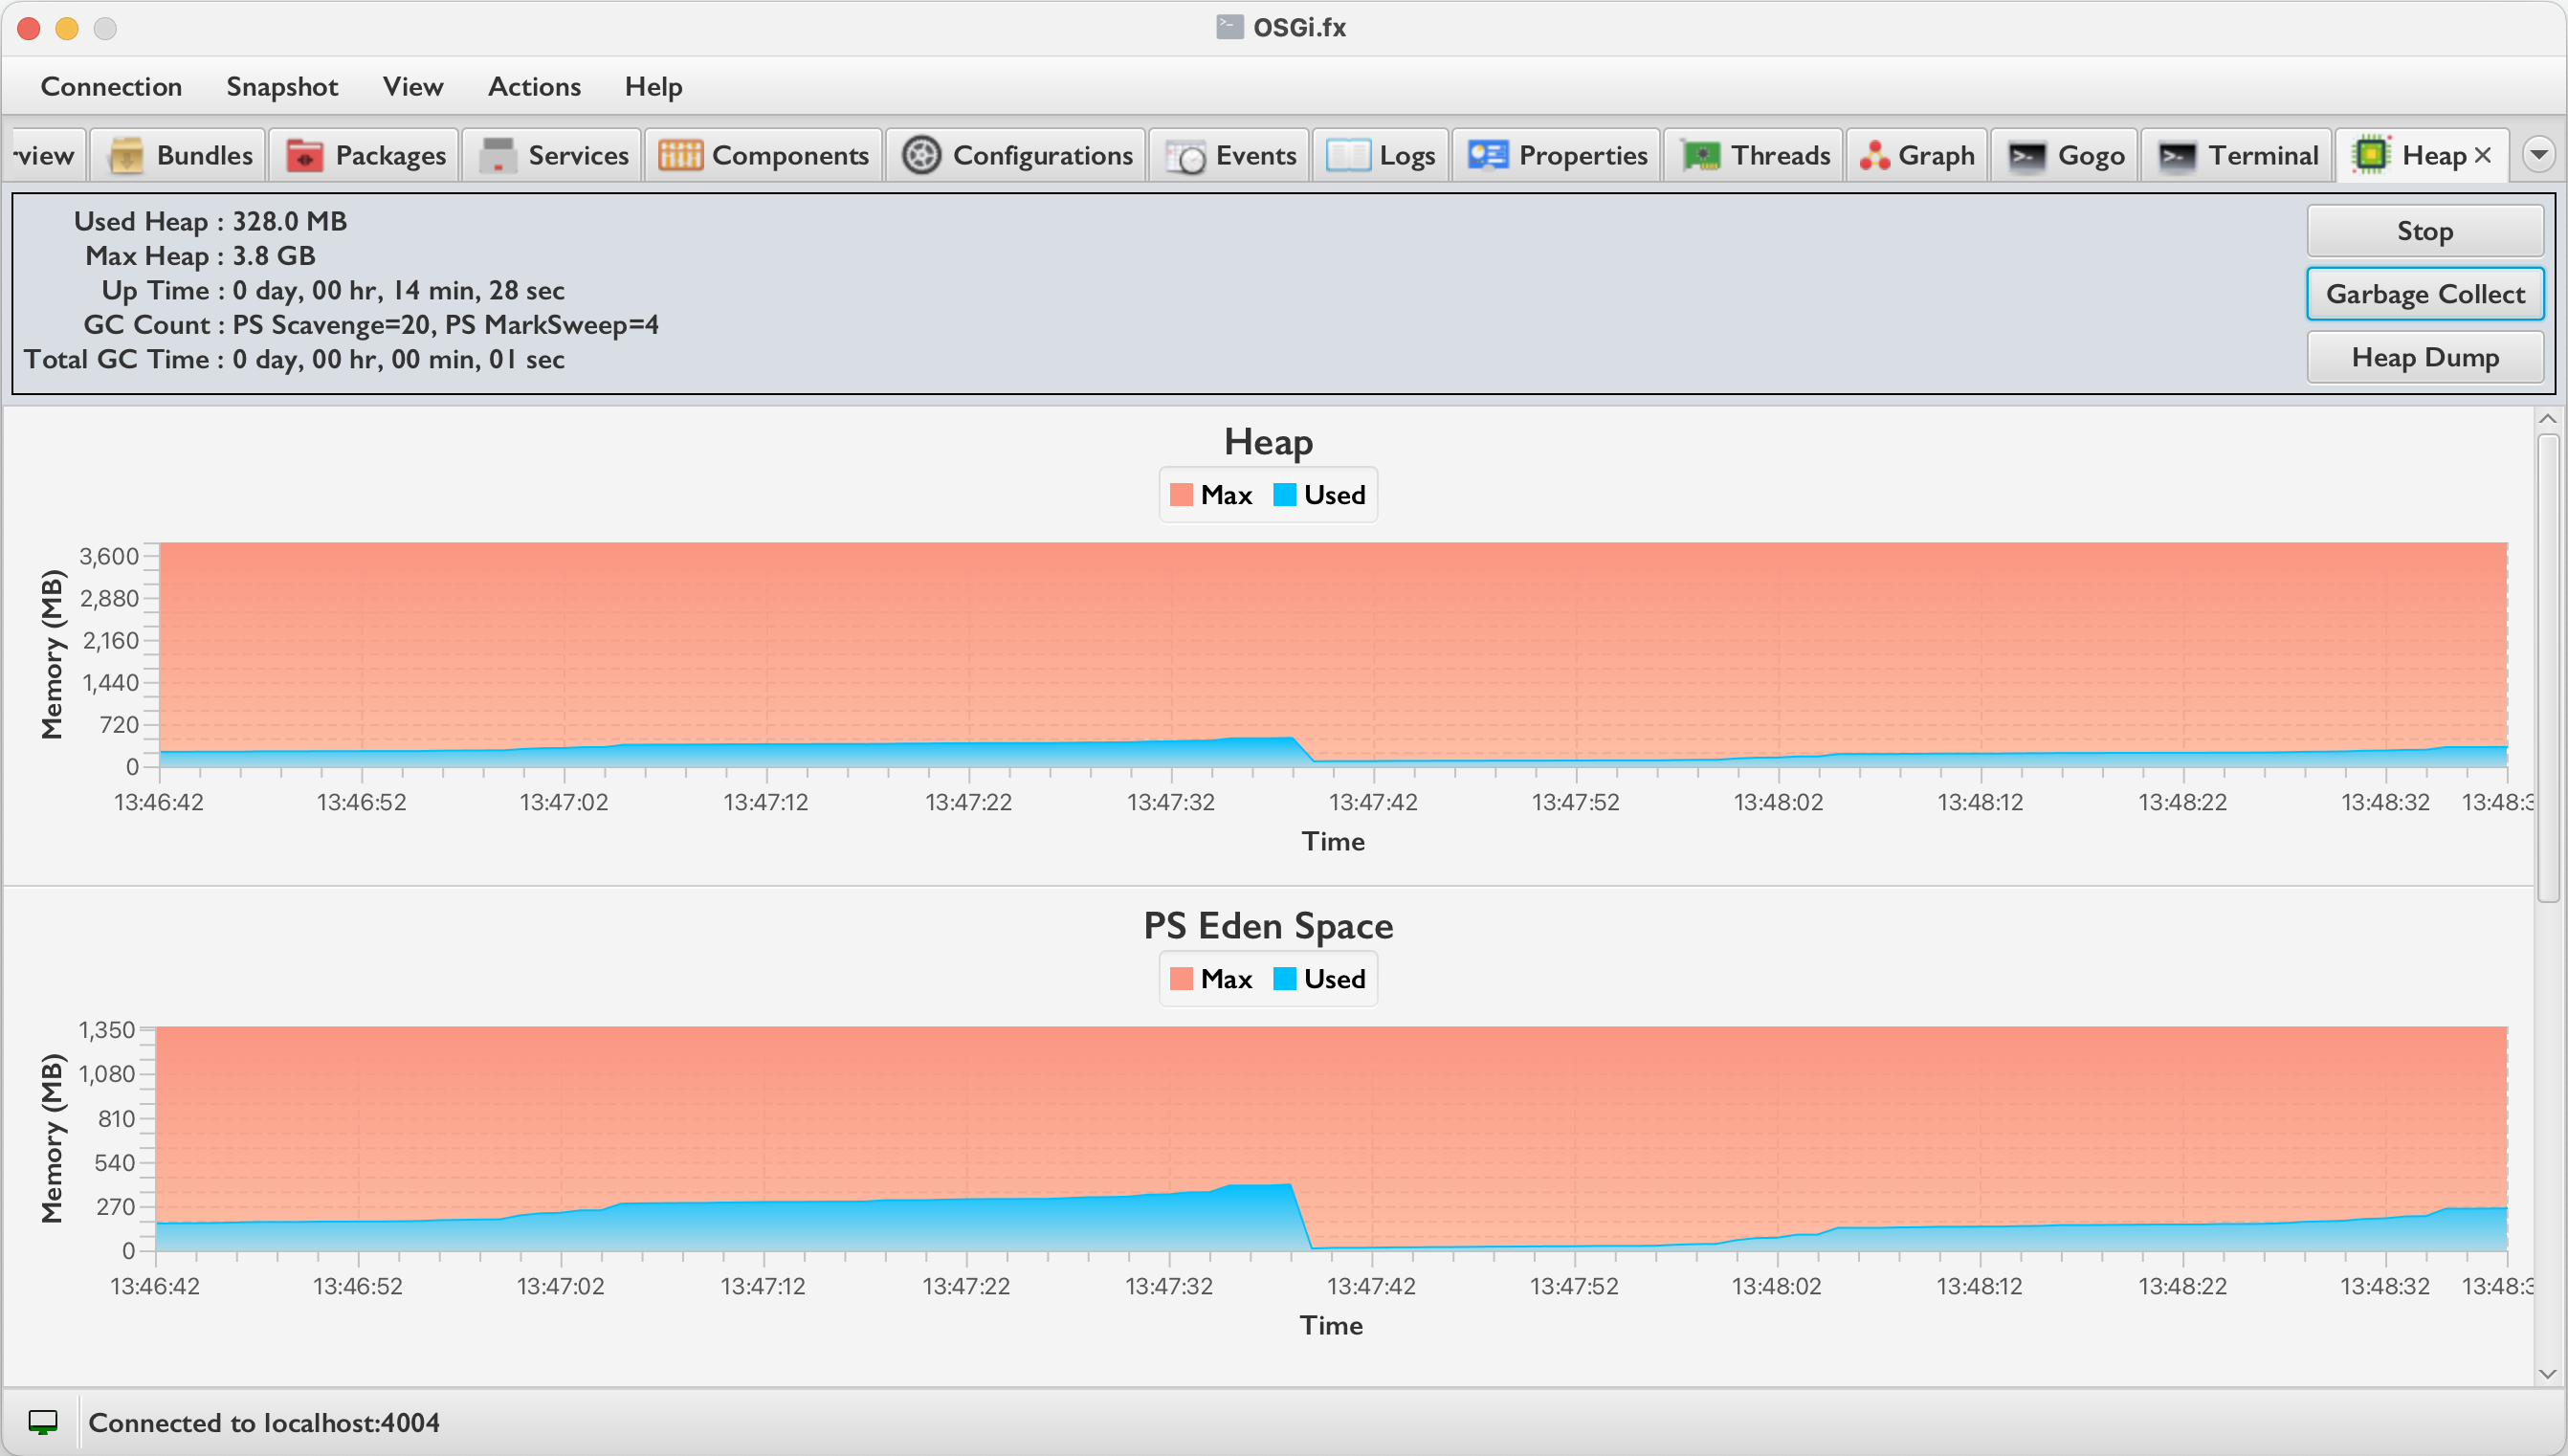 OSGi.fx
Connection Snapshot View Actions Help
rview Bundles Packages Services Components Configurations Events Logs Properties Threads Graph Gogo Terminal Heap
Used Heap : 328.0 MB
Max Heap : 3.8 GB
Up Time : 0 day, 00 hr, 14 min, 28 sec
GC Count : PS Scavenge=20, PS MarkSweep=4
Total GC Time : 0 day, 00 hr, 00 min, 01 sec
Stop
Garbage Collect
Heap Dump
Heap
Max Used
Memory (MB)
3,600
2,880
2,160
1,440
720
0
13:46:42 13:46:52 13:47:02 13:47:12 13:47:22 13:47:32 13:47:42 13:47:52 13:48:02 13:48:12 13:48:22 13:48:32 13:48:3
Time
PS Eden Space
Max Used
Memory (MB)
1,350
1,080
810
540
270
0
13:46:42 13:46:52 13:47:02 13:47:12 13:47:22 13:47:32 13:47:42 13:47:52 13:48:02 13:48:12 13:48:22 13:48:32 13:48:3
Time
Connected to localhost:4004